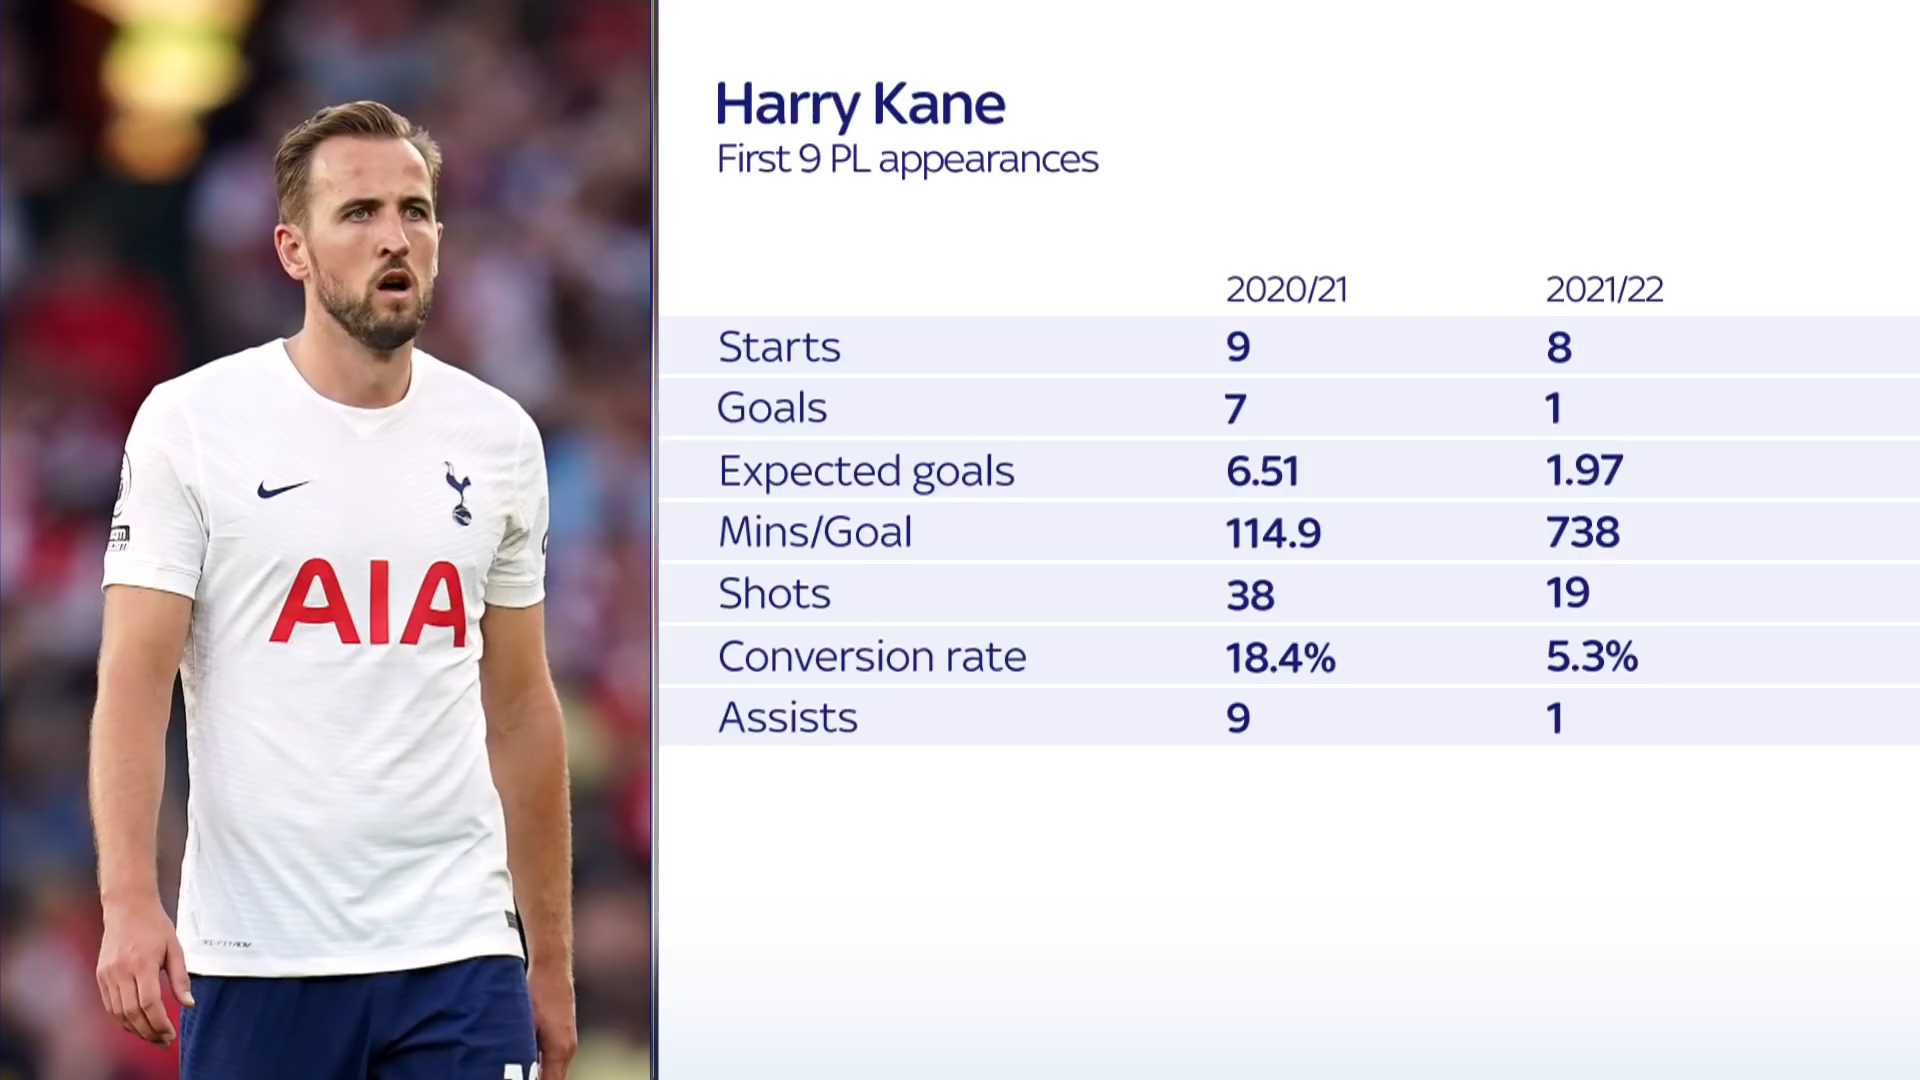 Harry Kane
First 9 PL appearances
2020/21 2021/22
Starts 9 8
Goals 7 1
Expected goals 6.51 1.97
Mins/Goal 114.9 738
Shots 38 19
Conversion rate 18.4% 5.3%
Assists 9 1
AIA